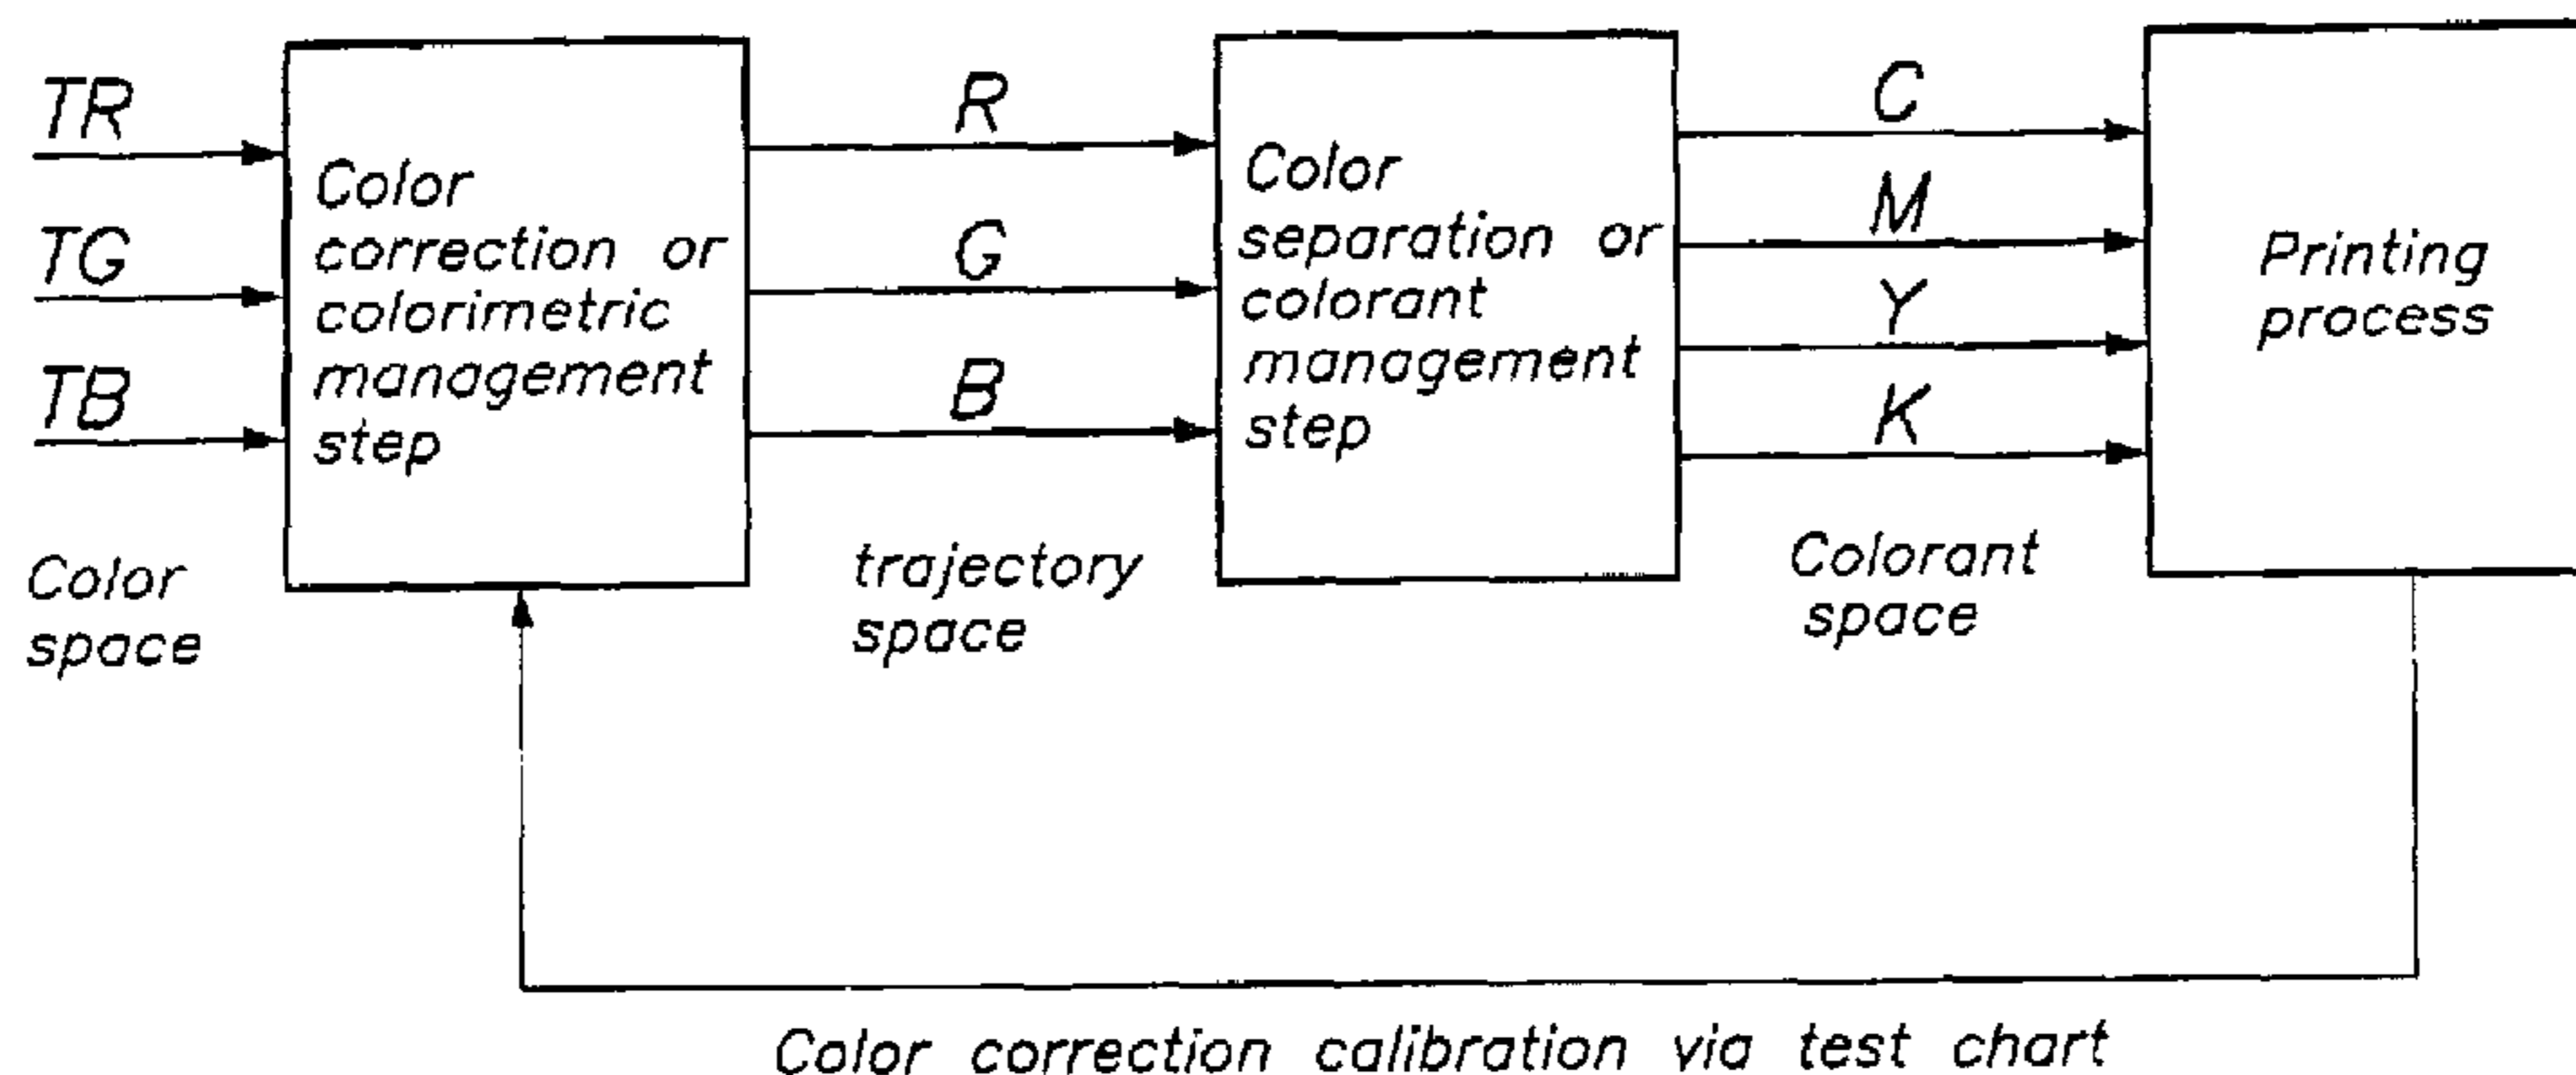 TR
TG
TB
Color
correction or
colorimetric
management
step
R
G
B
Color
separation or
colorant
management
step
C
M
Y
K
Printing
process
Color
space
trajectory
space
Colorant
space
Color correction calibration via test chart